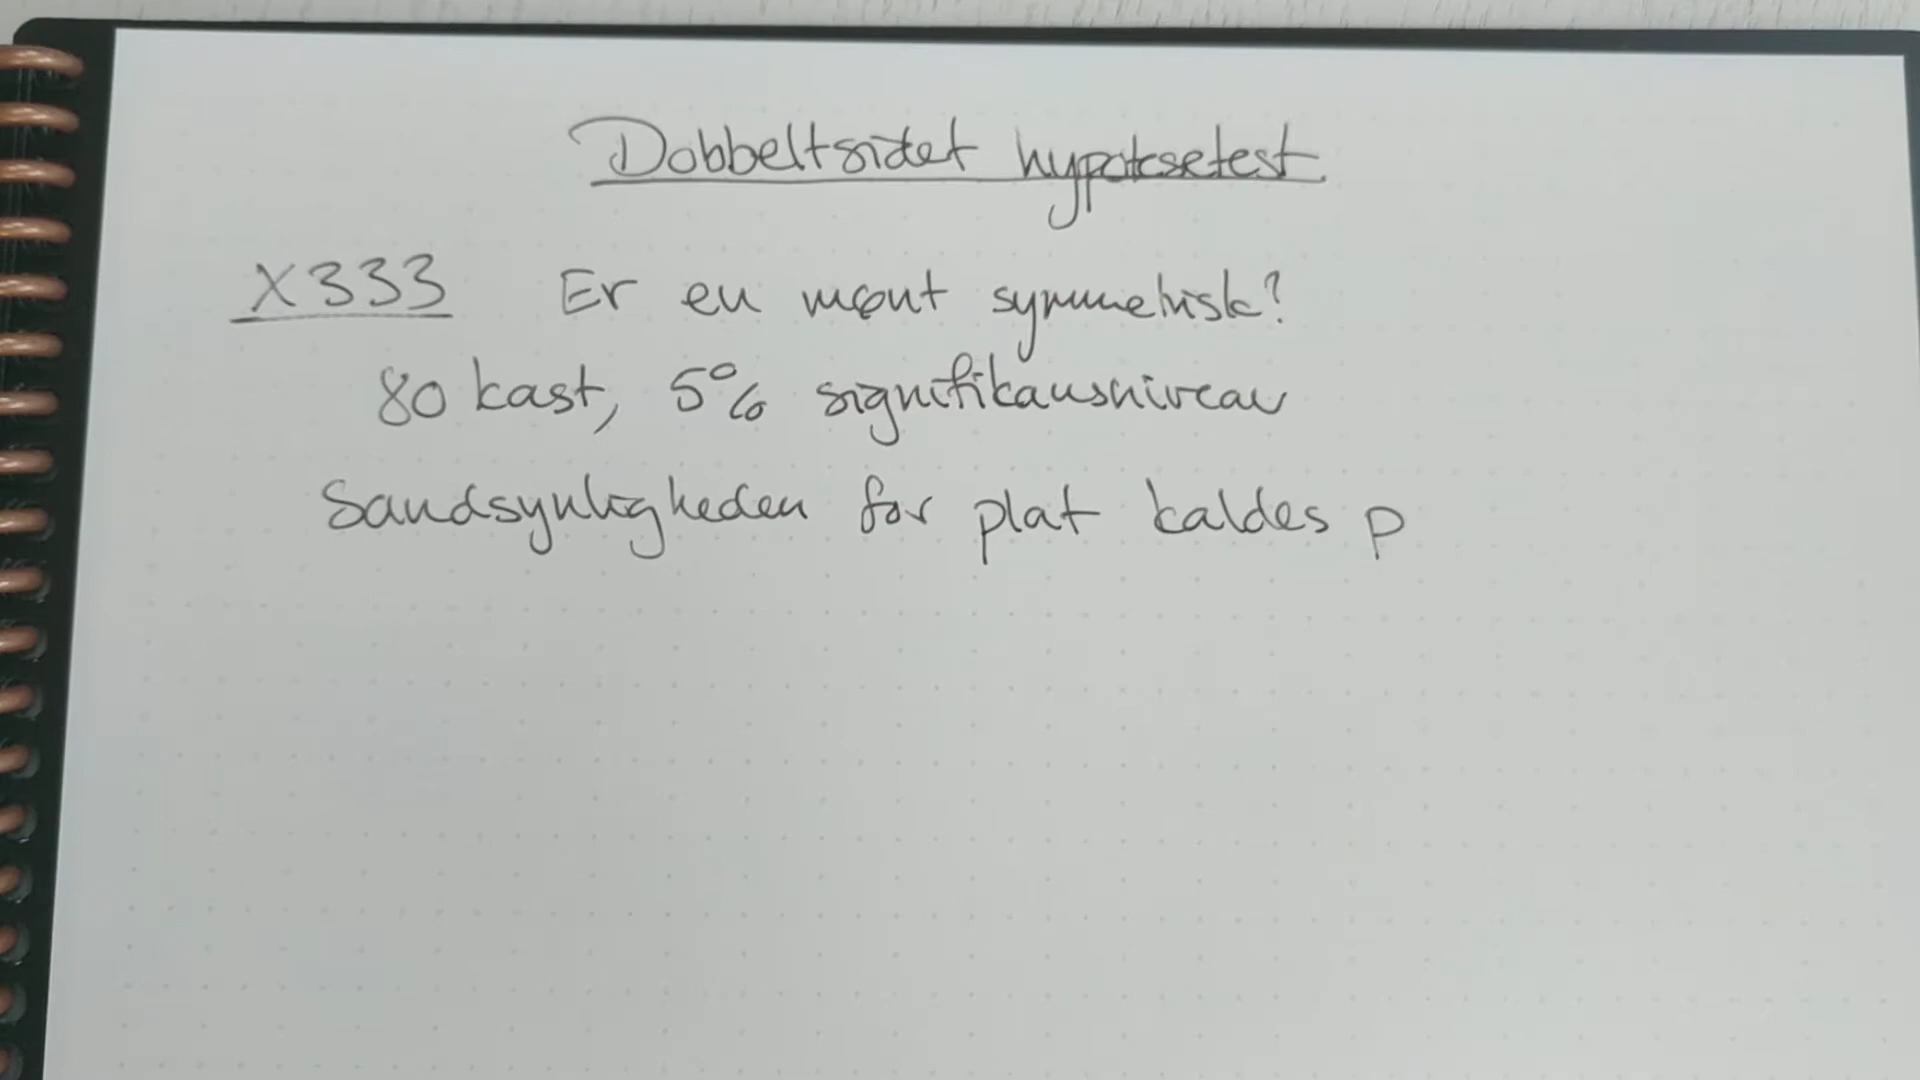 Dobbeltsidet hypotesetest
X333 Er en mønt symmetrisk?
80 kast, 5% signifikansniveau
Sandsynligheden for plat kaldes p